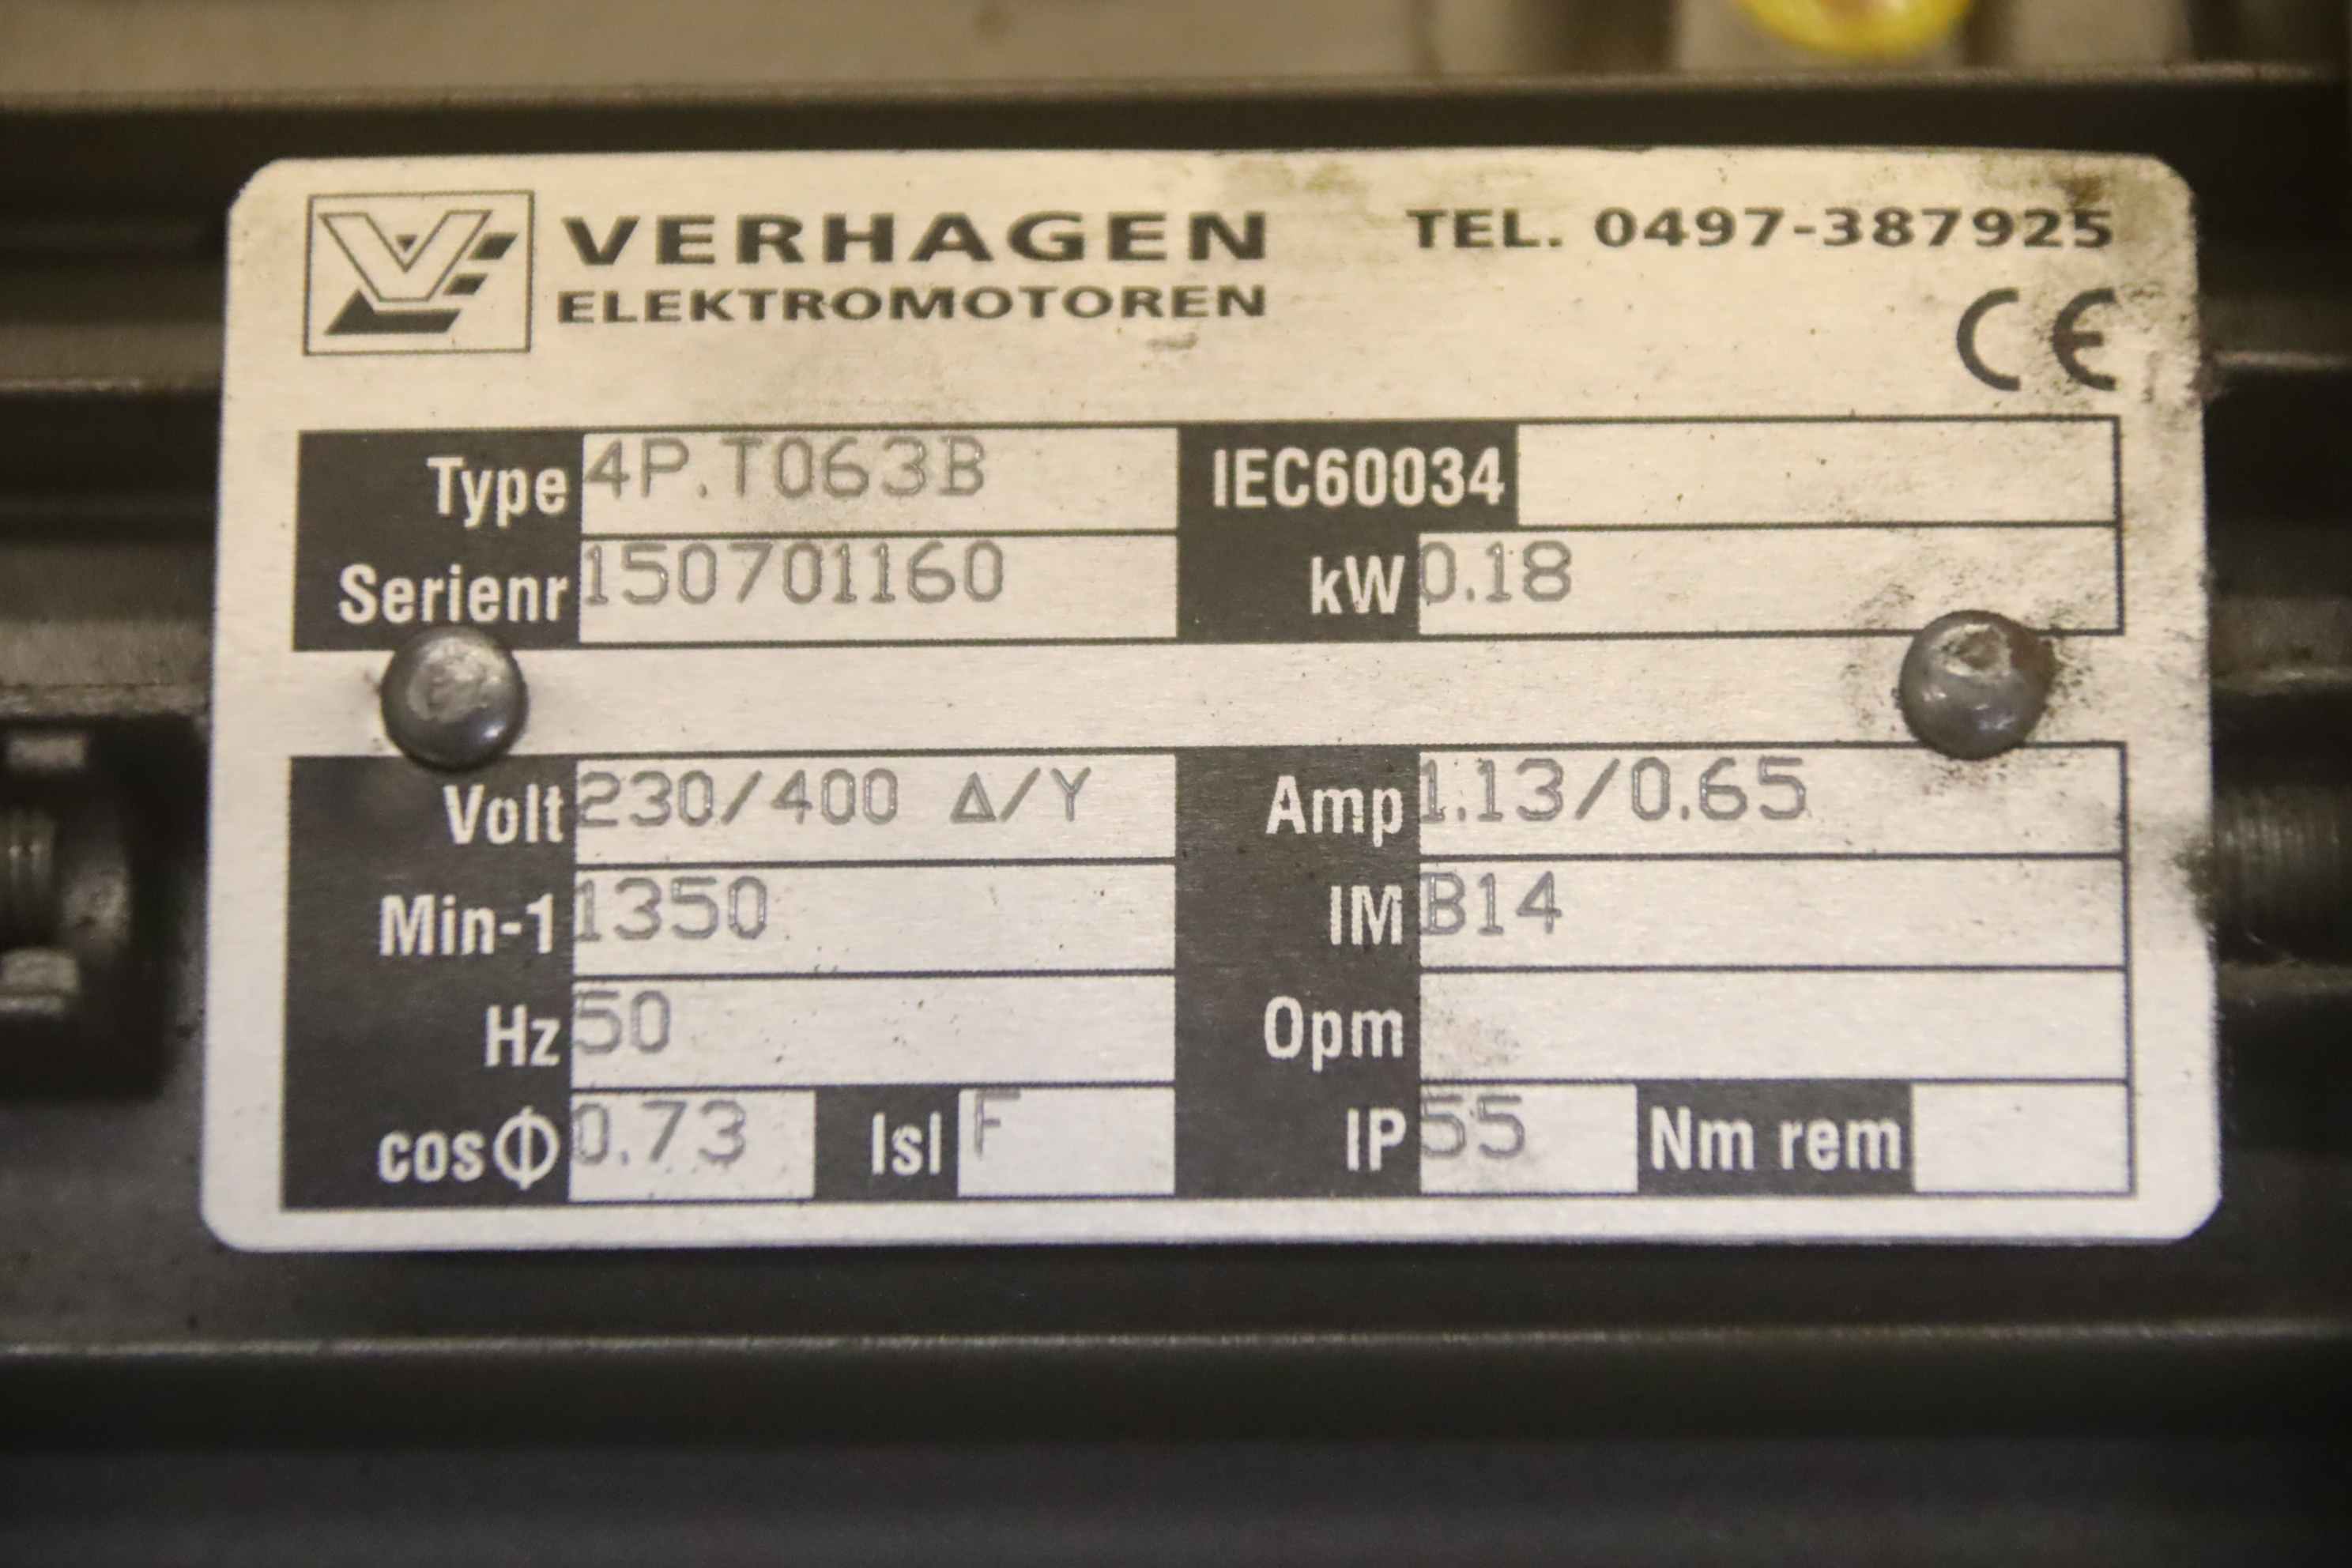 VERHAGEN TEL. 0497-387925
ELEKTROMOTOREN
CE
Type 4P.T063B IEC60034
Serienr 150701160 kW 0.18
Volt 230/400 Δ/Y Amp 1.13/0.65
Min-1 1350 IM B14
Hz 50 Opm
cosΦ 0.73 Isl F IP 55 Nm rem